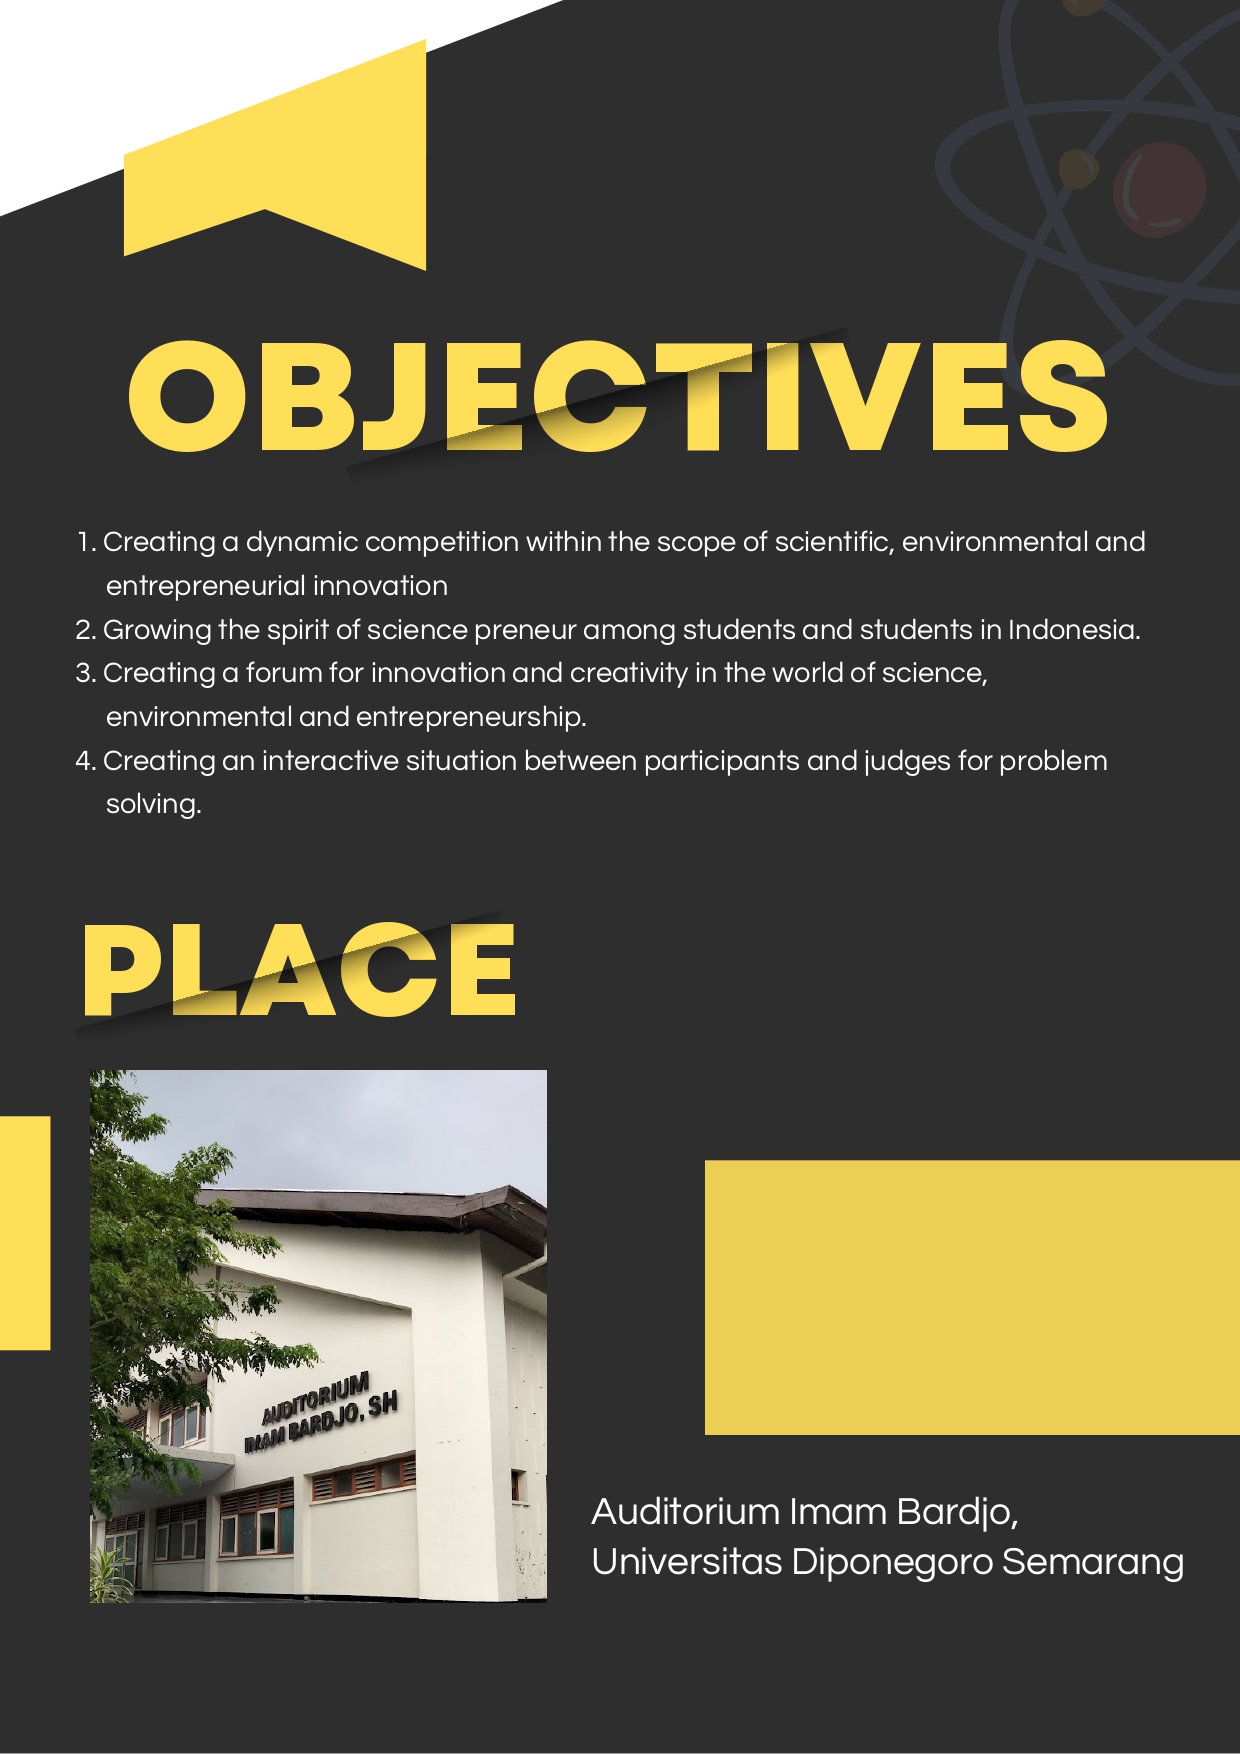 OBJECTIVES
1. Creating a dynamic competition within the scope of scientific, environmental and
entrepreneurial innovation
2. Growing the spirit of science preneur among students and students in Indonesia.
3. Creating a forum for innovation and creativity in the world of science,
environmental and entrepreneurship.
4. Creating an interactive situation between participants and judges for problem
solving.
PLACE
AUDITORIUM
IMAM BARDJO, SH
Auditorium Imam Bardjo,
Universitas Diponegoro Semarang